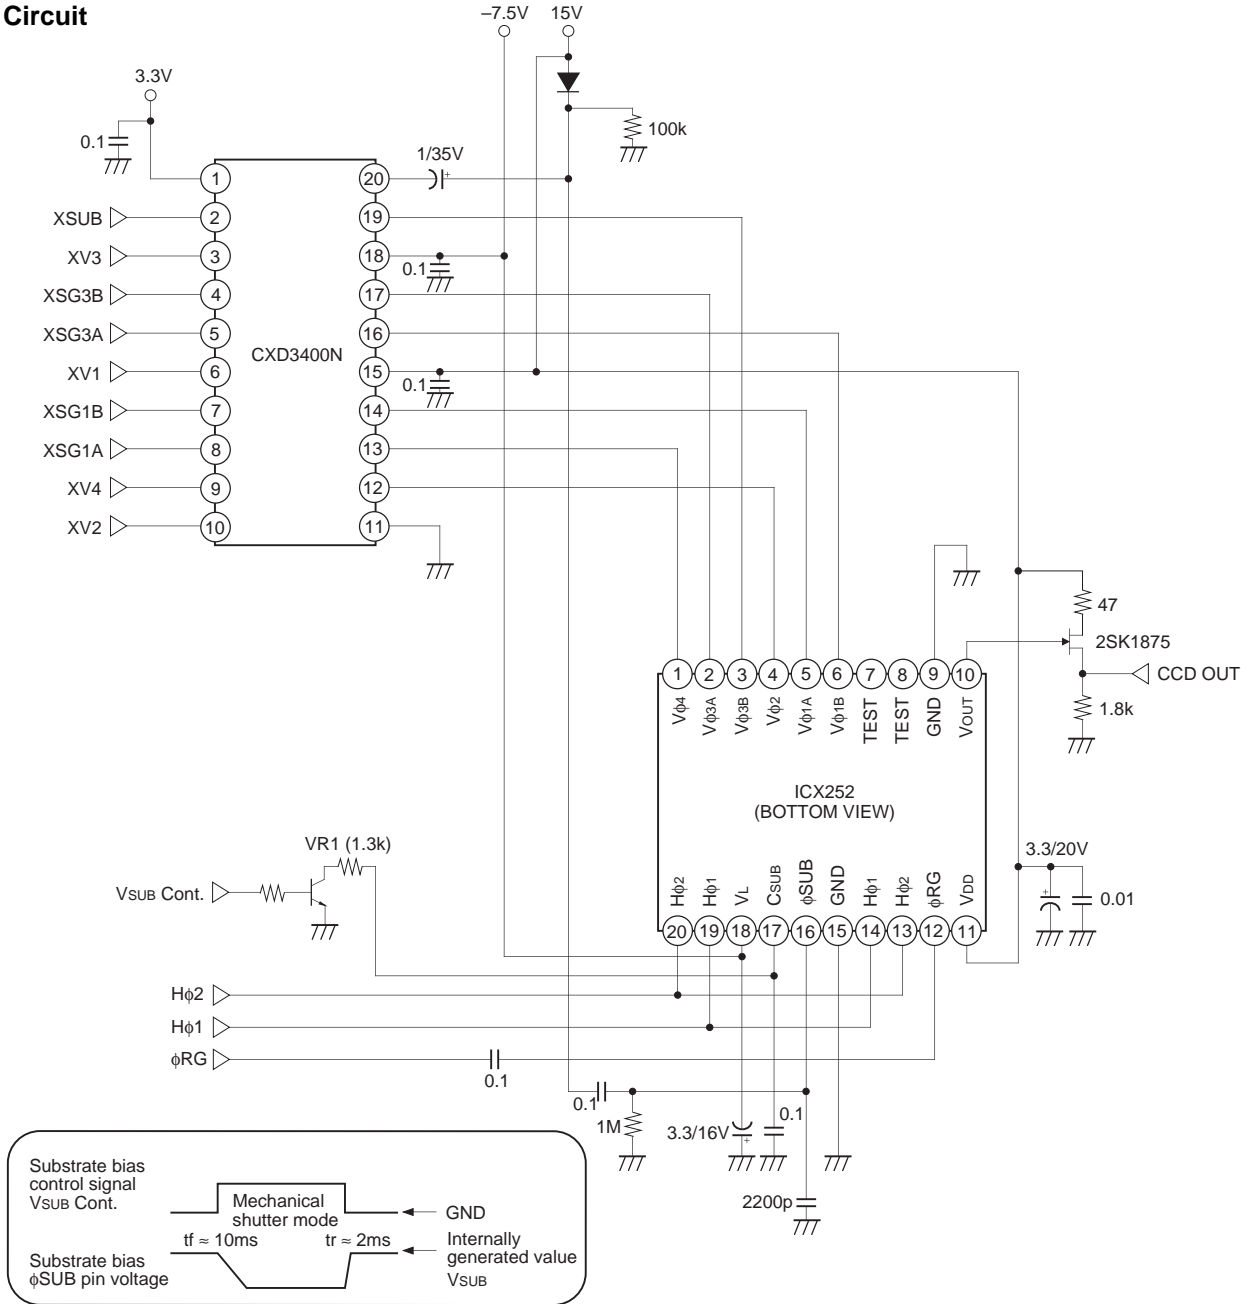 Circuit
–7.5V
15V
3.3V
0.1
100k
1/35V
1
20
XSUB
2
19
XV3
3
18
0.1
XSG3B
4
17
XSG3A
5
16
CXD3400N
XV1
6
15
0.1
XSG1B
7
14
XSG1A
8
13
XV4
9
12
XV2
10
11
47
2SK1875
CCD OUT
1.8k
1 2 3 4 5 6 7 8 9 10
Vϕ4 Vϕ3A Vϕ3B Vϕ2 Vϕ1A Vϕ1B TEST TEST GND VOUT
ICX252
(BOTTOM VIEW)
VR1 (1.3k)
VSUB Cont.
3.3/20V
0.01
Hϕ2 Hϕ1 VL CSUB ϕSUB GND Hϕ1 Hϕ2 ϕRG VDD
20 19 18 17 16 15 14 13 12 11
Hϕ2
Hϕ1
ϕRG
0.1
0.1
1M
3.3/16V
0.1
2200p
Substrate bias
control signal
VSUB Cont.
Mechanical
shutter mode
GND
tf ≈ 10ms
tr ≈ 2ms
Internally
generated value
VSUB
Substrate bias
ϕSUB pin voltage